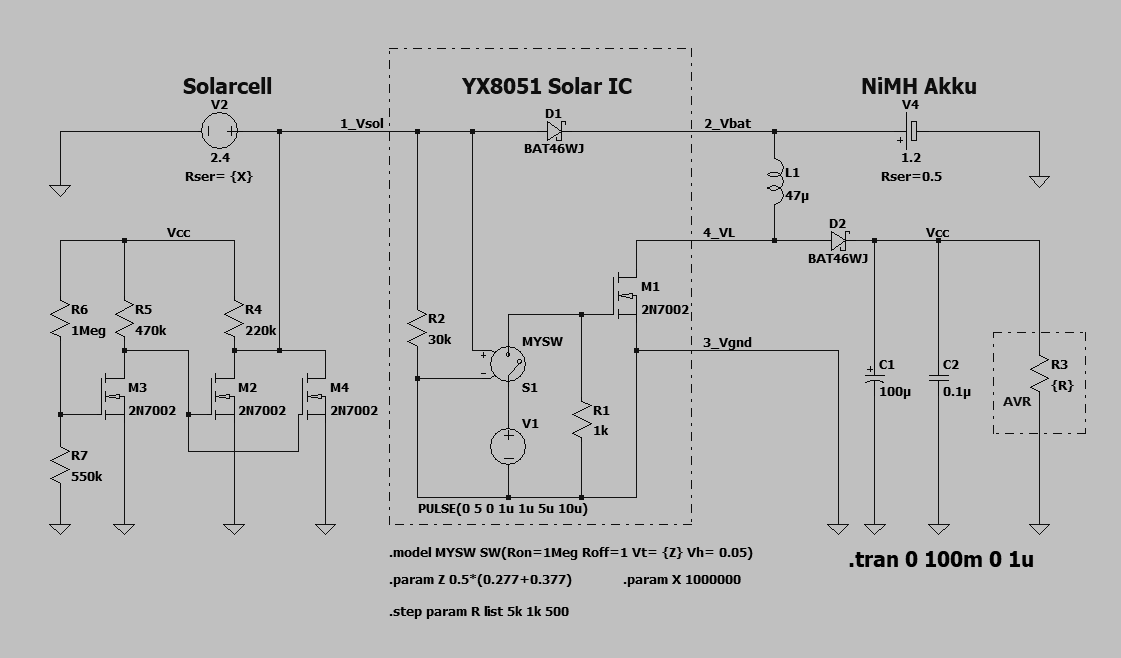 Solarcell
YX8051 Solar IC
NiMH Akku
V2
2.4
Rser= {X}
1_Vsol
D1
BAT46WJ
2_Vbat
V4
+
1.2
Rser=0.5
L1
47µ
Vcc
4_VL
D2
BAT46WJ
Vcc
R6
1Meg
R5
470k
R4
220k
R2
30k
M1
2N7002
MYSW
S1
3_Vgnd
M3
2N7002
M2
2N7002
M4
2N7002
C1
100µ
C2
0.1µ
R3
{R}
AVR
R1
1k
V1
R7
550k
PULSE(0 5 0 1u 1u 5u 10u)
.model MYSW SW(Ron=1Meg Roff=1 Vt= {Z} Vh= 0.05)
.param Z 0.5*(0.277+0.377)
.param X 1000000
.step param R list 5k 1k 500
.tran 0 100m 0 1u